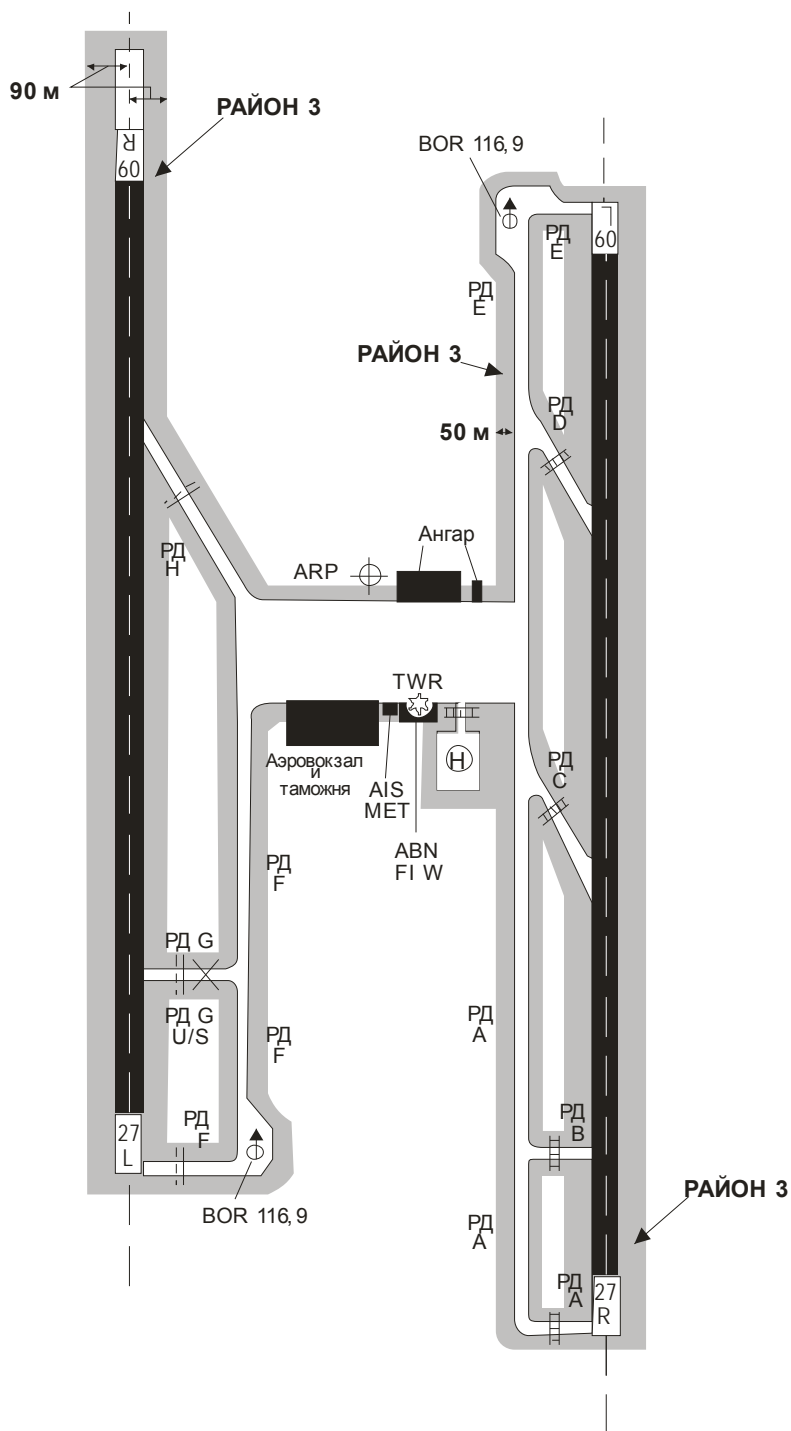 90 м
РАЙОН 3
R
09
BOR 116,9
L
09
РД
E
РД
E
РАЙОН 3
РД
D
50 м
Ангар
РД
H
ARP
TWR
H
Аэровокзал
и
таможня
AIS
MET
ABN
FI W
РД
C
РД
F
РД G
РД G
U/S
РД
F
РД
A
РД
F
РД
B
27
L
BOR 116,9
РАЙОН 3
РД
A
РД
A
27
R